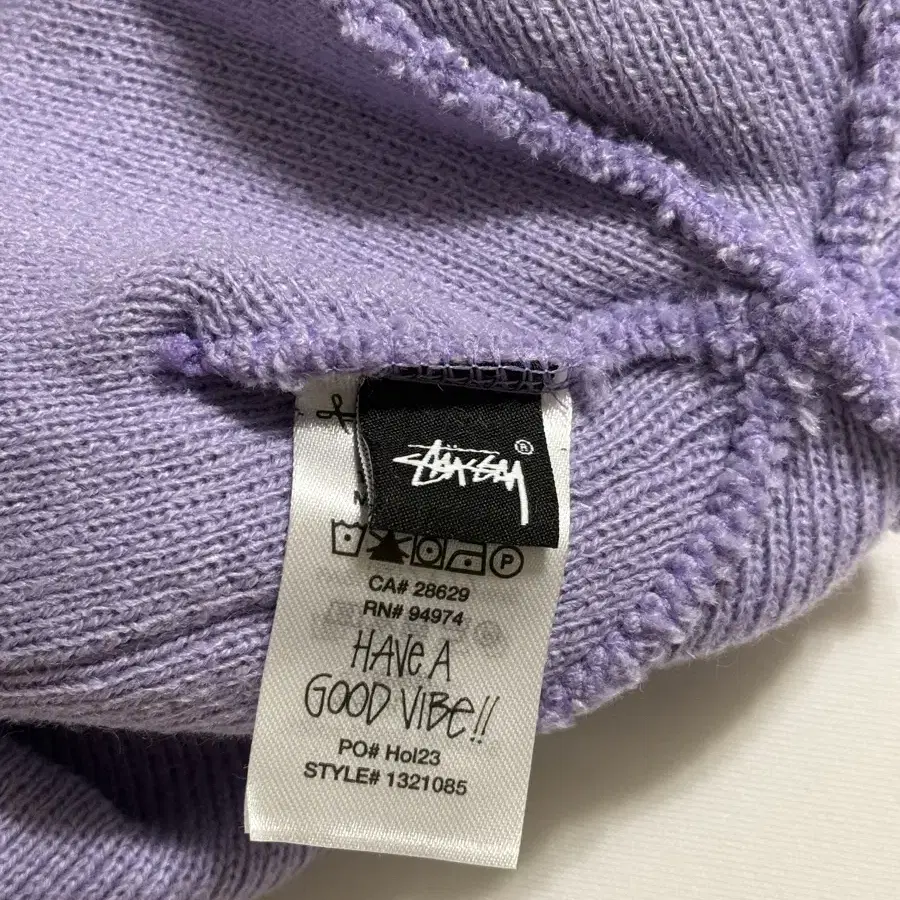 STÜSSY®
P
CA# 28629
RN# 94974
HAVE A
GOOD VIBE!!
PO# Hol23
STYLE# 1321085